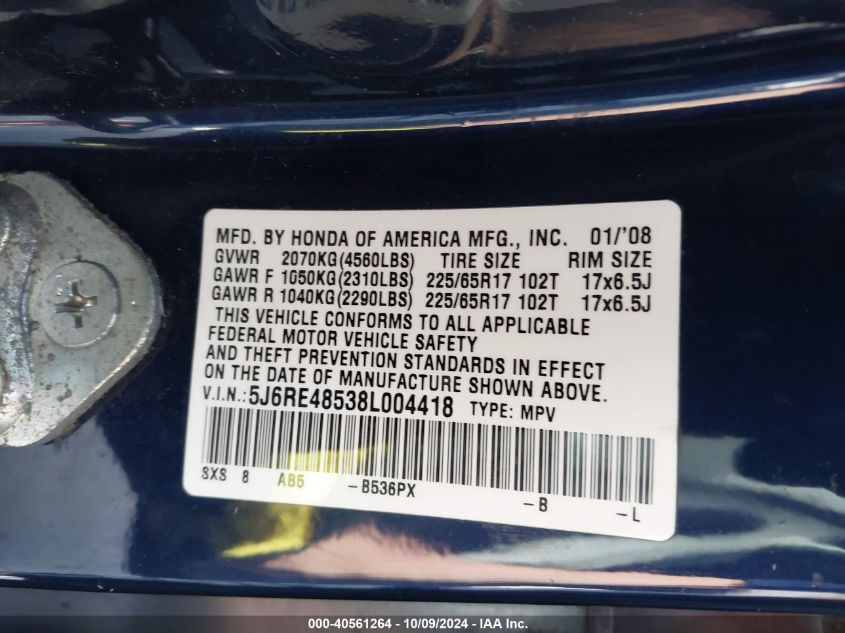 MFD. BY HONDA OF AMERICA MFG., INC. 01/'08
GVWR 2070KG(4560LBS) TIRE SIZE RIM SIZE
GAWR F 1050KG(2310LBS) 225/65R17 102T 17x6.5J
GAWR R 1040KG(2290LBS) 225/65R17 102T 17x6.5J
THIS VEHICLE CONFORMS TO ALL APPLICABLE
FEDERAL MOTOR VEHICLE SAFETY
AND THEFT PREVENTION STANDARDS IN EFFECT
ON THE DATE OF MANUFACTURE SHOWN ABOVE.
V.I.N.: 5J6RE48538L004418 TYPE: MPV
SXS 8 AB5 -B536PX -B -L
000-40561264 - 10/09/2024 - IAA Inc.